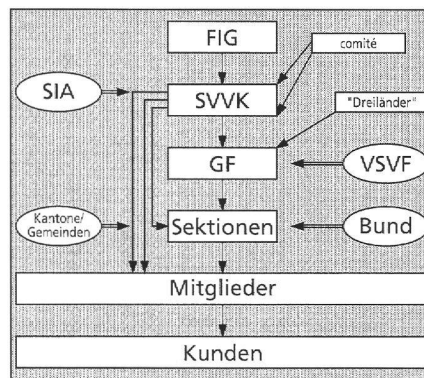 FIG
comité
SIA
SVVK
"Dreiländer"
GF
VSVF
Kantone/
Gemeinden
Sektionen
Bund
Mitglieder
Kunden